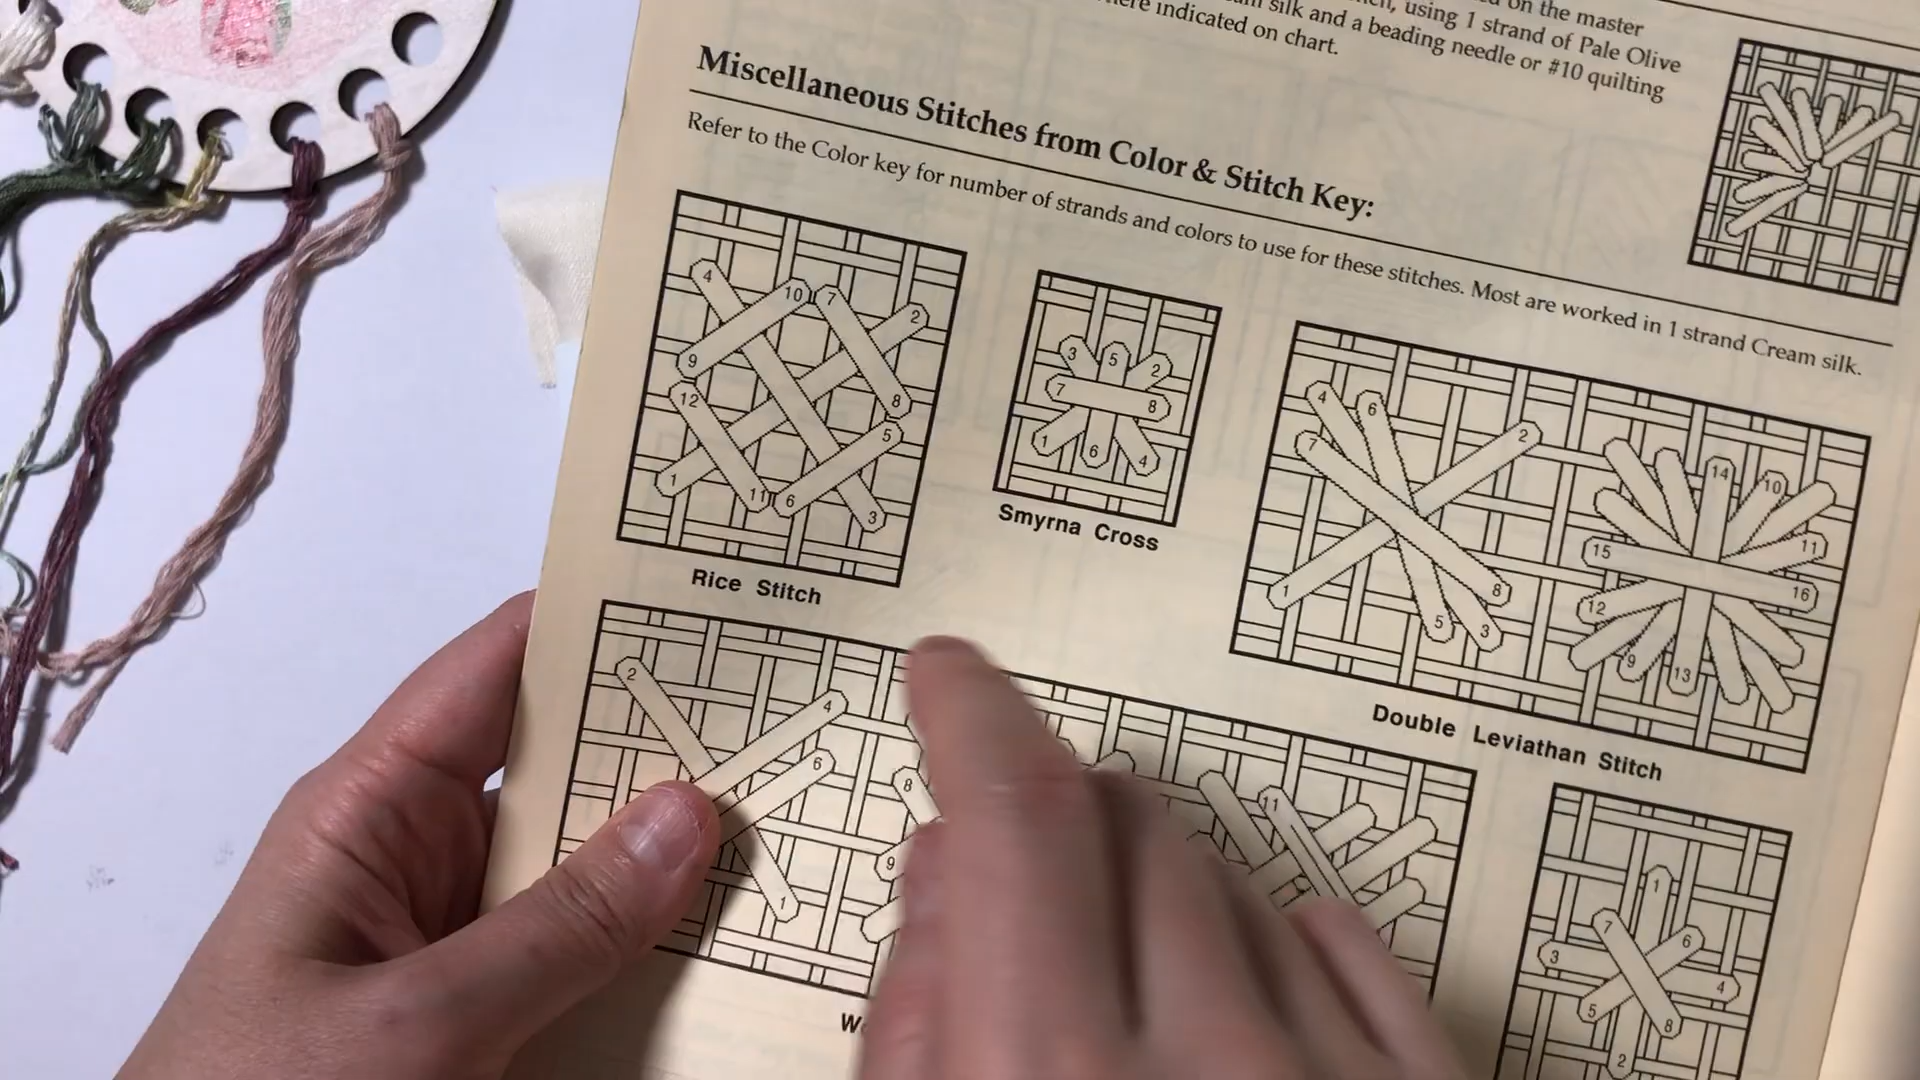 on the master
using 1 strand of Pale Olive
silk and a beading needle or #10 quilting
indicated on chart.
Miscellaneous Stitches from Color & Stitch Key:
Refer to the Color key for number of strands and colors to use for these stitches. Most are worked in 1 strand Cream silk.
4 10 7 2
9
12 8
5
1 11 6 3
Rice Stitch
3 5 2
7 8
1 6 4
Smyrna Cross
4 6 2
7
1 8
5 3
14 10
15 11
12 16
9 13
Double Leviathan Stitch
2 4
6
1
8
9
11
1
7 6
3 4
5 8
2